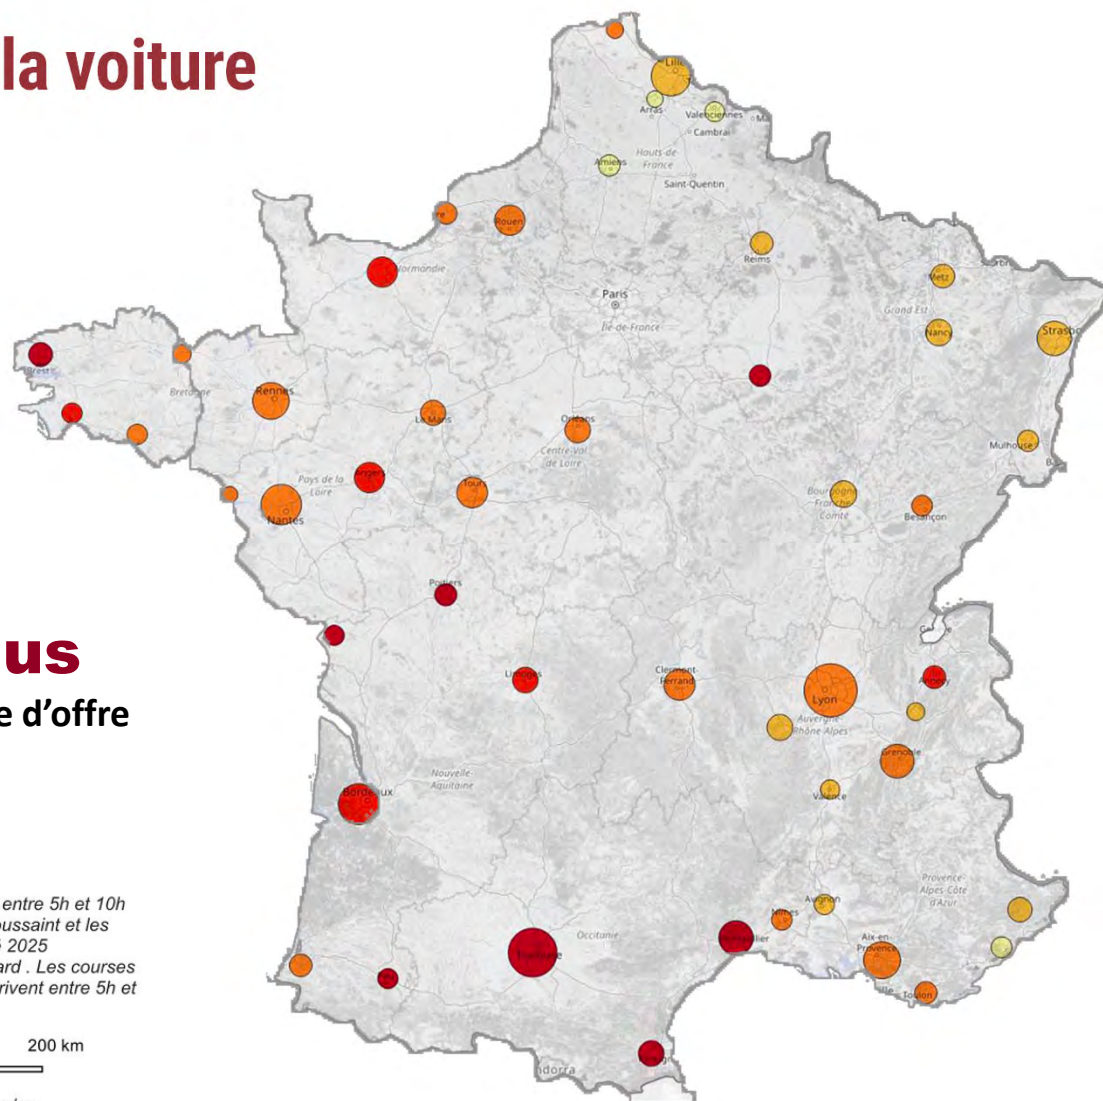 la voiture
Lille
Arras
Valenciennes
Cambrai
Hauts-de-
France
Amiens
Saint-Quentin
Rouen
Normandie
Reims
Metz
Paris
Île-de-France
Grand Est
Nancy
Strasbo
Brest
Bretagne
Rennes
Le Mans
Orléans
Centre-Val
de Loire
Mulhouse
Angers
Pays de la
Loire
Tours
Nantes
Bourgogne
Franche
Comté
Besançon
Poitiers
us
e d'offre
Limoges
Clermont-
Ferrand
Lyon
Annecy
Auvergne-
Rhône-Alpes
Grenoble
Nouvelle-
Aquitaine
Bordeaux
Valence
Provence
Alpes-Côte
d'Azur
entre 5h et 10h
oussaint et les
2025
ard . Les courses
rivent entre 5h et
Avignon
Nîmes
Aix-en-
Provence
Occitanie
Toulouse
Toulon
200 km
ndorra